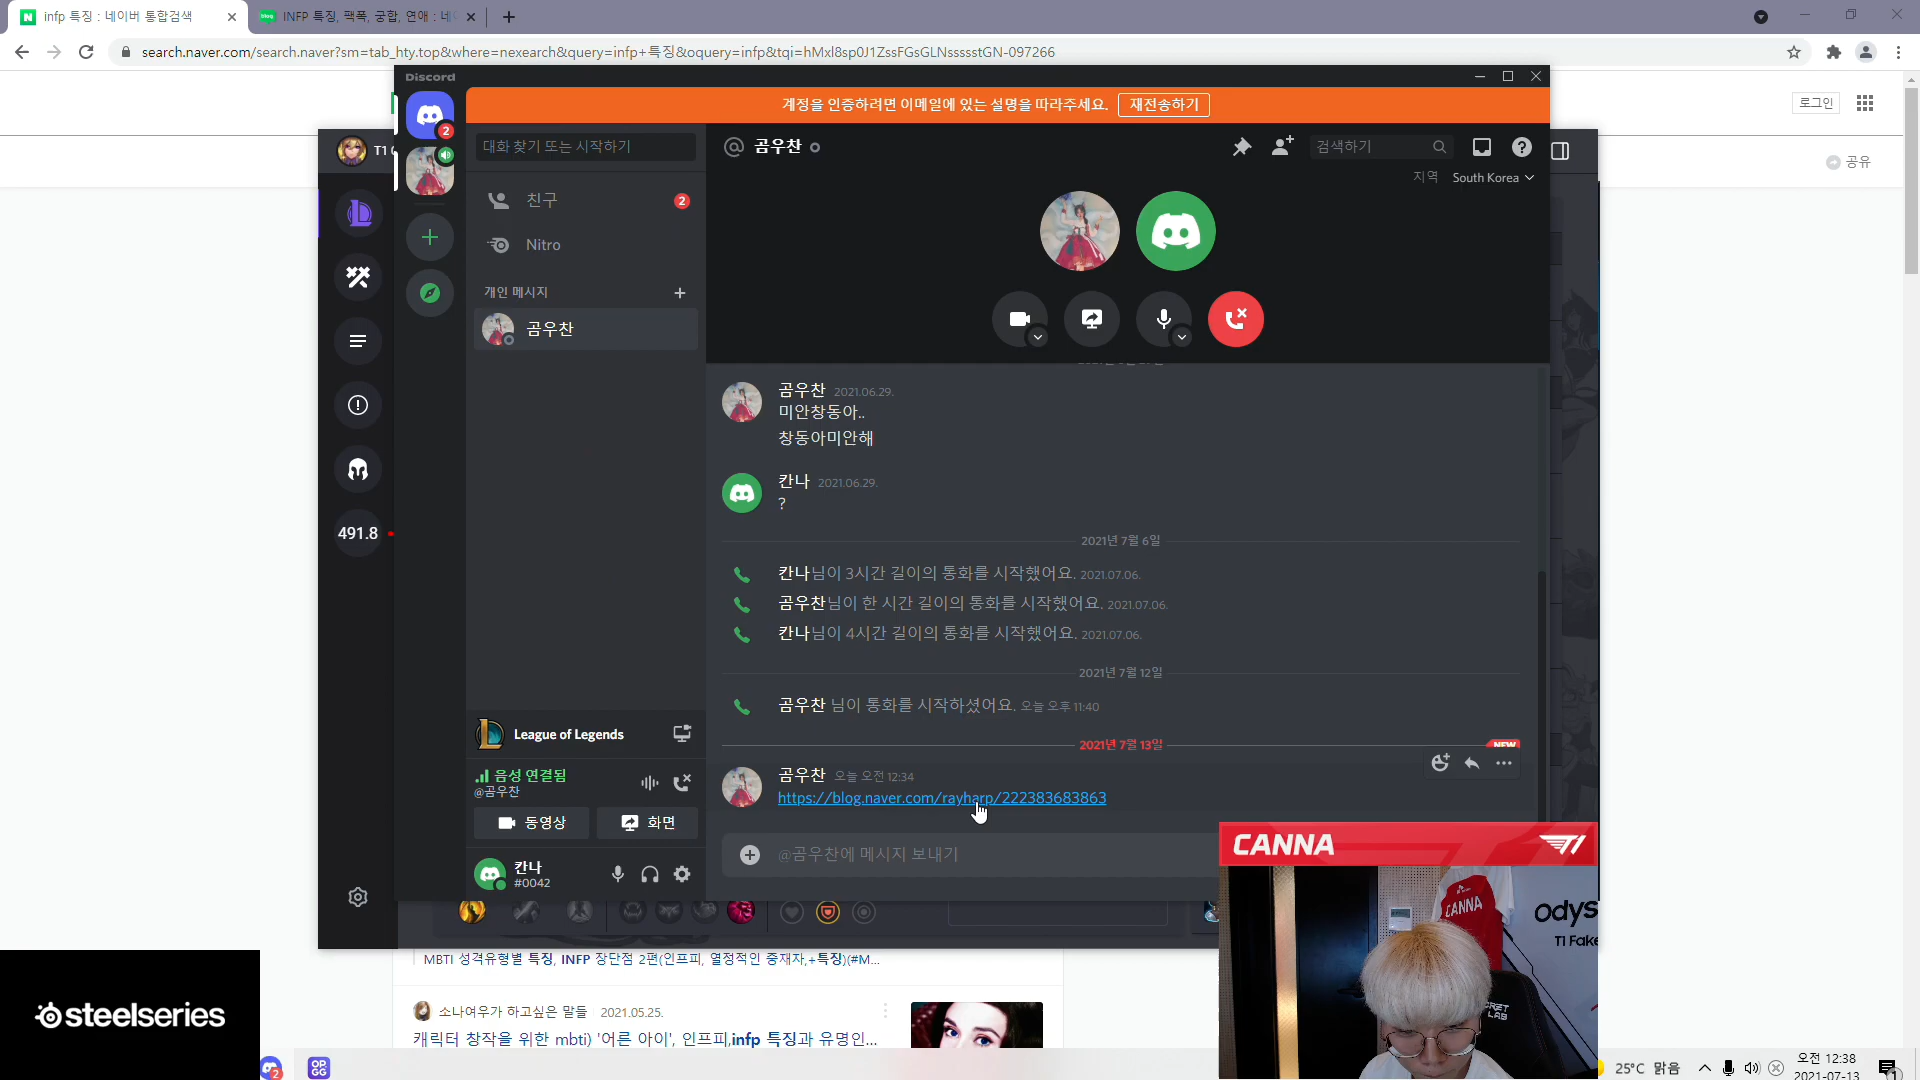 infp 특징 : 네이버 통합검색
INFP 특징, 팩폭, 궁합, 연애 : 네
search.naver.com/search.naver?sm=tab_hty.top&where=nexearch&query=infp+특징&oquery=infp&tqi=hMxl8sp0J1ZssFGsGLNssssstGN-097266
Discord
계정을 인증하려면 이메일에 있는 설명을 따라주세요.
재전송하기
로그인
공유
T1
2
대화 찾기 또는 시작하기
곰우찬
검색하기
지역
South Korea
친구
2
Nitro
개인 메시지
곰우찬
곰우찬 2021.06.29.
미안창동아..
창동아미안해
칸나 2021.06.29.
?
491.8
2021년 7월 6일
칸나님이 3시간 길이의 통화를 시작했어요. 2021.07.06.
곰우찬님이 한 시간 길이의 통화를 시작했어요. 2021.07.06.
칸나님이 4시간 길이의 통화를 시작했어요. 2021.07.06.
2021년 7월 12일
곰우찬 님이 통화를 시작하셨어요. 오늘 오후 11:40
2021년 7월 13일
NEW
곰우찬 오늘 오전 12:34
https://blog.naver.com/rayharp/222383683863
@곰우찬에 메시지 보내기
League of Legends
음성 연결됨
@곰우찬
동영상
화면
칸나
#0042
CANNA
CANNA
Odys
T1 Fake
SECRET
LAB
MBTI 성격유형별 특징, INFP 장단점 2편(인프피, 열정적인 중재자,+특징)(#M...
소나여우가 하고싶은 말들 2021.05.25.
캐릭터 창작을 위한 mbti) '어른 아이', 인프피,infp 특징과 유명인...
steelseries
2
OP.GG
25°C 맑음
오전 12:38
2021-07-13
1